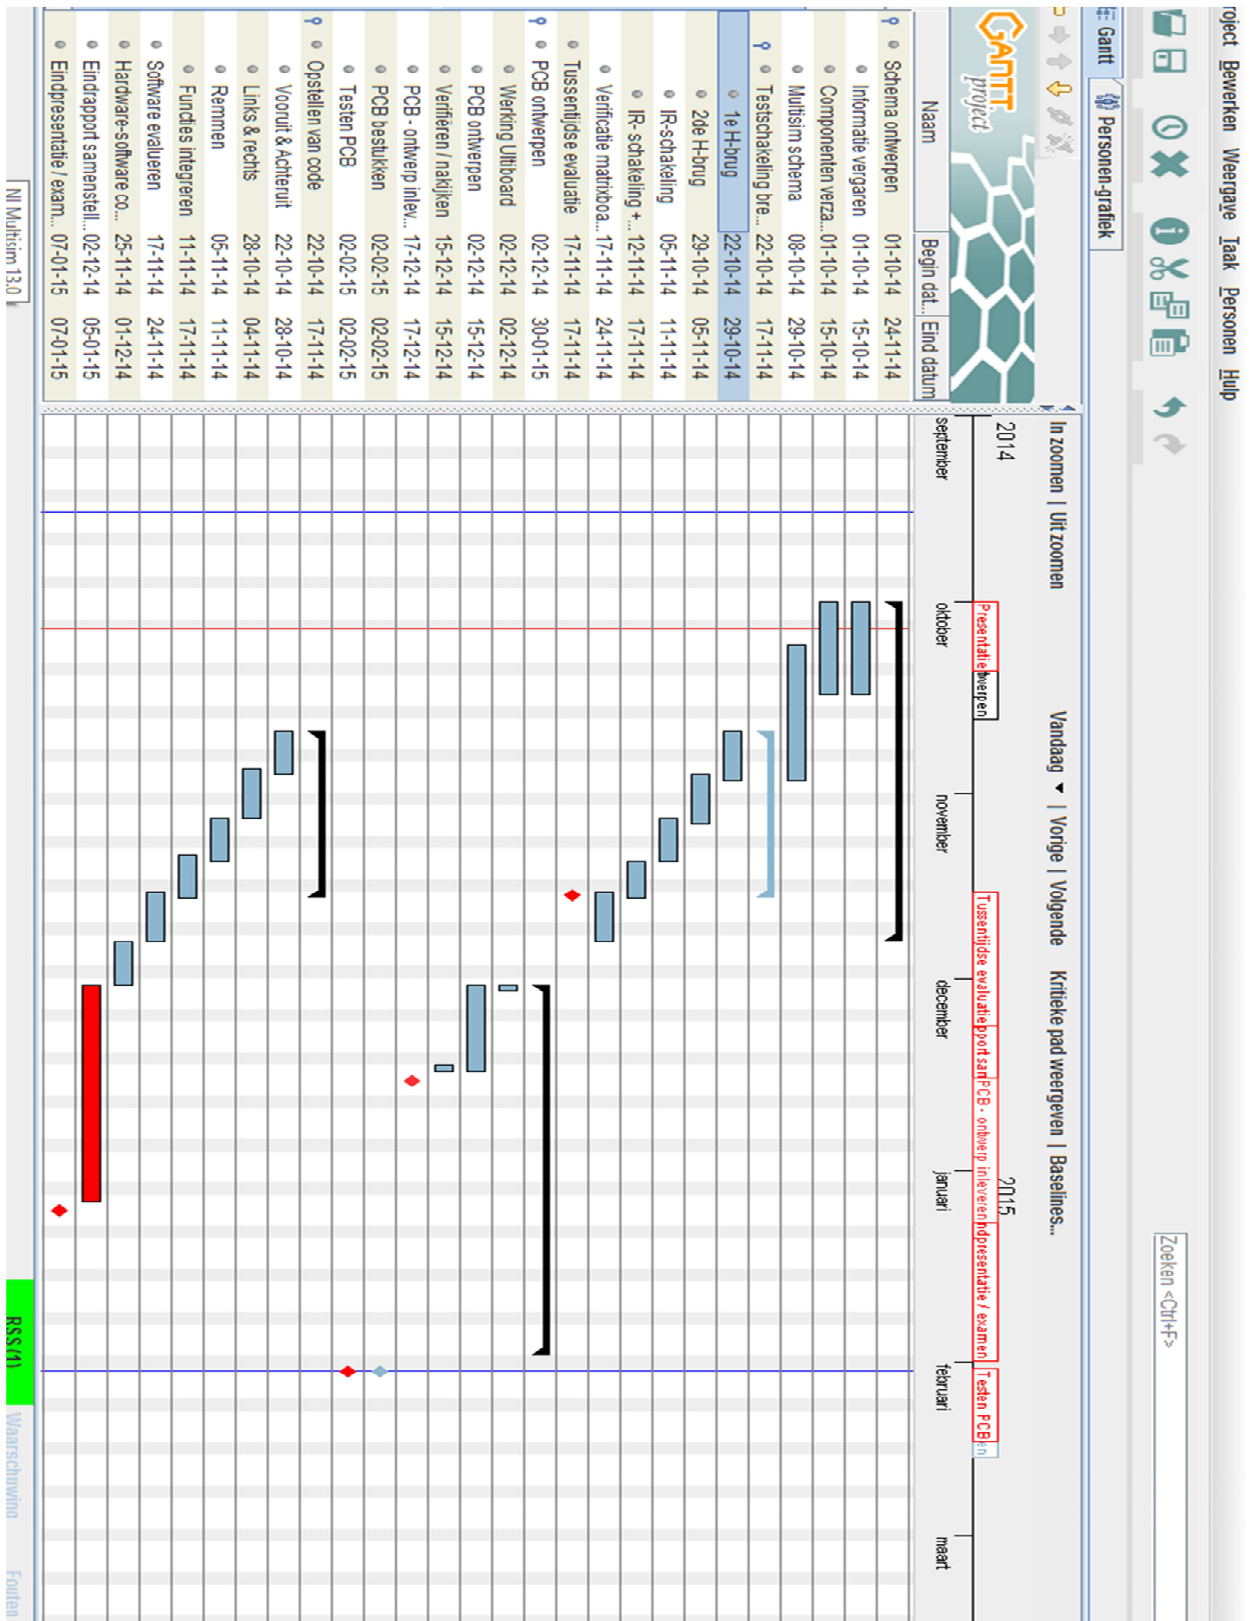 roject Bewerken Weergave Taak Personen Hulp
Zoeken <Ctrl+F>
Gantt Personen-grafiek
In zoomen | Uit zoomen Vandaag ▼ | Vorige | Volgende Kritieke pad weergeven | Baselines...
GANTT
project
2014 2015
Presentatie twerpen Tussentijdse evaluatie pport san PCB - ontwerp inleveren ndpresentatie / examen Testen PCB en
Naam Begin dat... Eind datum september oktober november december januari februari maart
Schema ontwerpen 01-10-14 24-11-14
Informatie vergaren 01-10-14 15-10-14
Componenten verza... 01-10-14 15-10-14
Multisim schema 08-10-14 29-10-14
Testschakeling bre... 22-10-14 17-11-14
1e H-brug 22-10-14 29-10-14
2de H-brug 29-10-14 05-11-14
IR-schakeling 05-11-14 11-11-14
IR- schakeling +... 12-11-14 17-11-14
Verificatie matrixboa... 17-11-14 24-11-14
Tussentijdse evaluatie 17-11-14 17-11-14
PCB ontwerpen 02-12-14 30-01-15
Werking Ultiboard 02-12-14 02-12-14
PCB ontwerpen 02-12-14 15-12-14
Verifiëren / nakijken 15-12-14 15-12-14
PCB - ontwerp inlev... 17-12-14 17-12-14
PCB bestukken 02-02-15 02-02-15
Testen PCB 02-02-15 02-02-15
Opstellen van code 22-10-14 17-11-14
Vooruit & Achteruit 22-10-14 28-10-14
Links & rechts 28-10-14 04-11-14
Remmen 05-11-14 11-11-14
Functies integreren 11-11-14 17-11-14
Software evalueren 17-11-14 24-11-14
Hardware-software co... 25-11-14 01-12-14
Eindrapport samenstell... 02-12-14 05-01-15
Eindpresentatie / exam... 07-01-15 07-01-15
NI Multisim 13.0
RSS(1) Waarschuwing Fouten